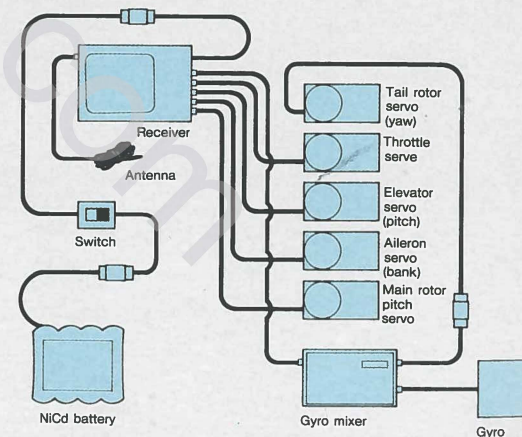 Receiver
Antenna
Switch
NiCd battery
Tail rotor
servo
(yaw)
Throttle
serve
Elevator
servo
(pitch)
Aileron
servo
(bank)
Main rotor
pitch
servo
Gyro mixer
Gyro
com